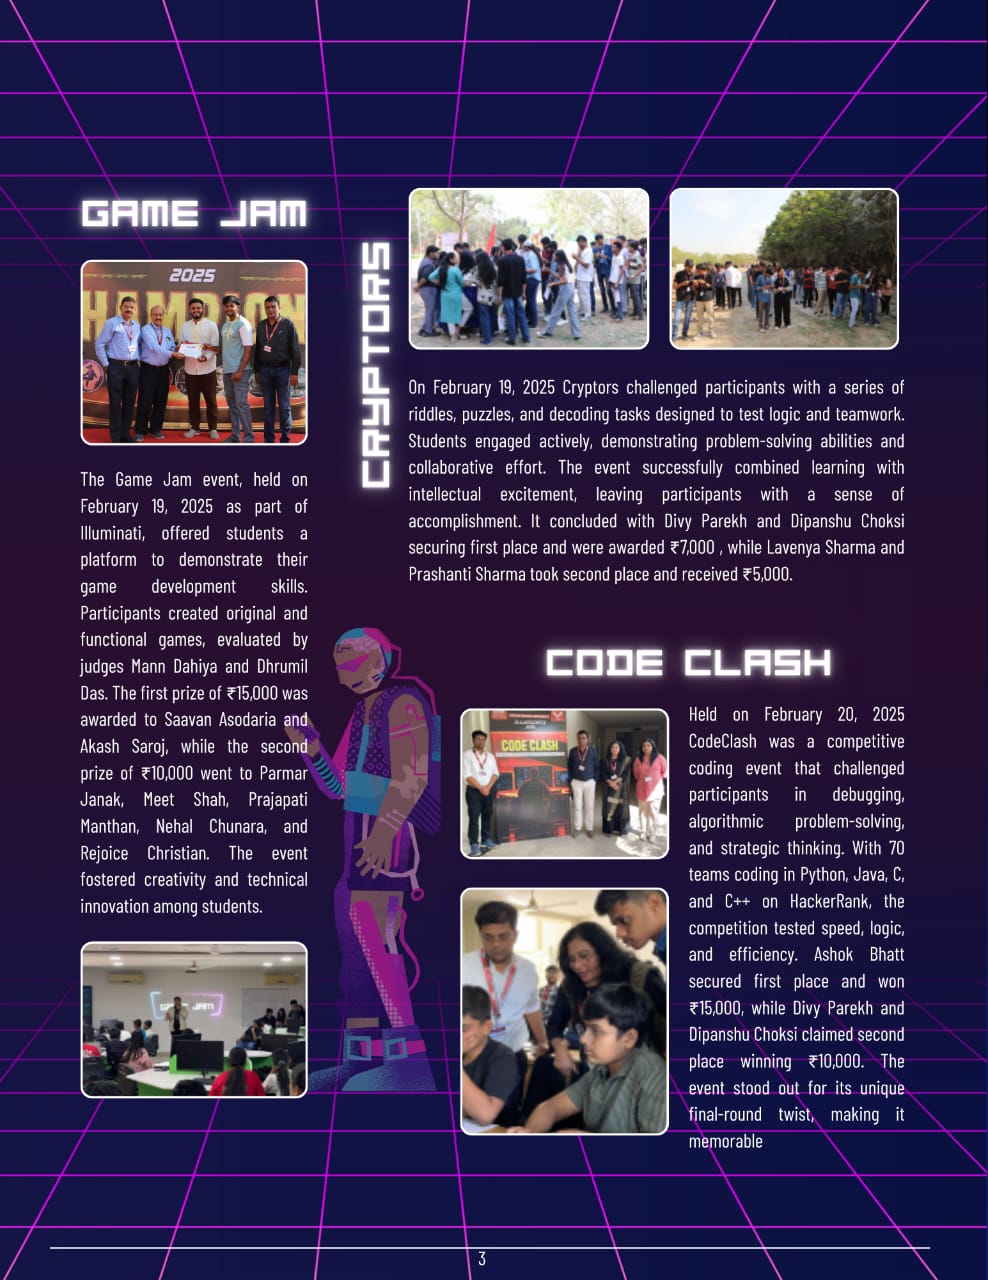 GAME JAM
2025
CHAMPION
The Game Jam event, held on
February 19, 2025 as part of
Illuminati, offered students a
platform to demonstrate their
game development skills.
Participants created original and
functional games, evaluated by
judges Mann Dahiya and Dhrumil
Das. The first prize of ₹15,000 was
awarded to Saavan Asodaria and
Akash Saroj, while the second
prize of ₹10,000 went to Parmar
Janak, Meet Shah, Prajapati
Manthan, Nehal Chunara, and
Rejoice Christian. The event
fostered creativity and technical
innovation among students.
GAME JAM
CRYPTORS
On February 19, 2025 Cryptors challenged participants with a series of
riddles, puzzles, and decoding tasks designed to test logic and teamwork.
Students engaged actively, demonstrating problem-solving abilities and
collaborative effort. The event successfully combined learning with
intellectual excitement, leaving participants with a sense of
accomplishment. It concluded with Divy Parekh and Dipanshu Choksi
securing first place and were awarded ₹7,000 , while Lavenya Sharma and
Prashanti Sharma took second place and received ₹5,000.
CODE CLASH
CODE CLASH
Held on February 20, 2025
CodeClash was a competitive
coding event that challenged
participants in debugging,
algorithmic problem-solving,
and strategic thinking. With 70
teams coding in Python, Java, C,
and C++ on HackerRank, the
competition tested speed, logic,
and efficiency. Ashok Bhatt
secured first place and won
₹15,000, while Divy Parekh and
Dipanshu Choksi claimed second
place winning ₹10,000. The
event stood out for its unique
final-round twist, making it
memorable
3